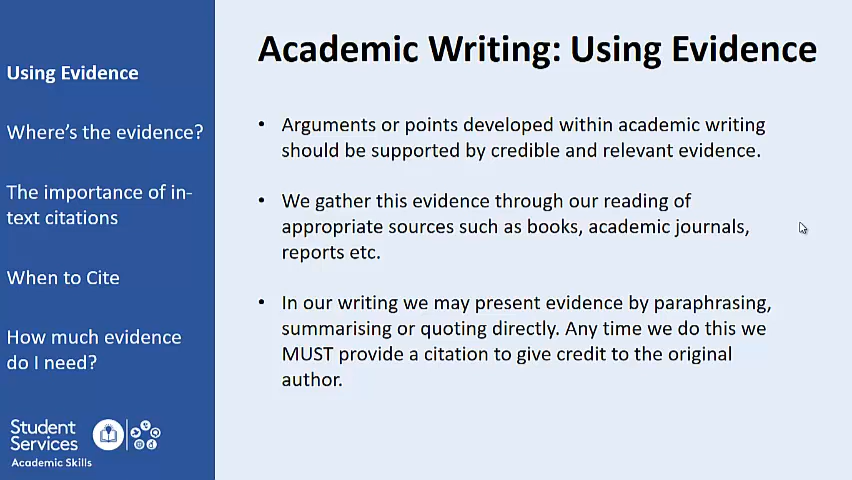 Using Evidence
Where's the evidence?
The importance of in-
text citations
When to Cite
How much evidence
do I need?
Student
Services
Academic Skills
Academic Writing: Using Evidence
• Arguments or points developed within academic writing
should be supported by credible and relevant evidence.
• We gather this evidence through our reading of
appropriate sources such as books, academic journals,
reports etc.
• In our writing we may present evidence by paraphrasing,
summarising or quoting directly. Any time we do this we
MUST provide a citation to give credit to the original
author.